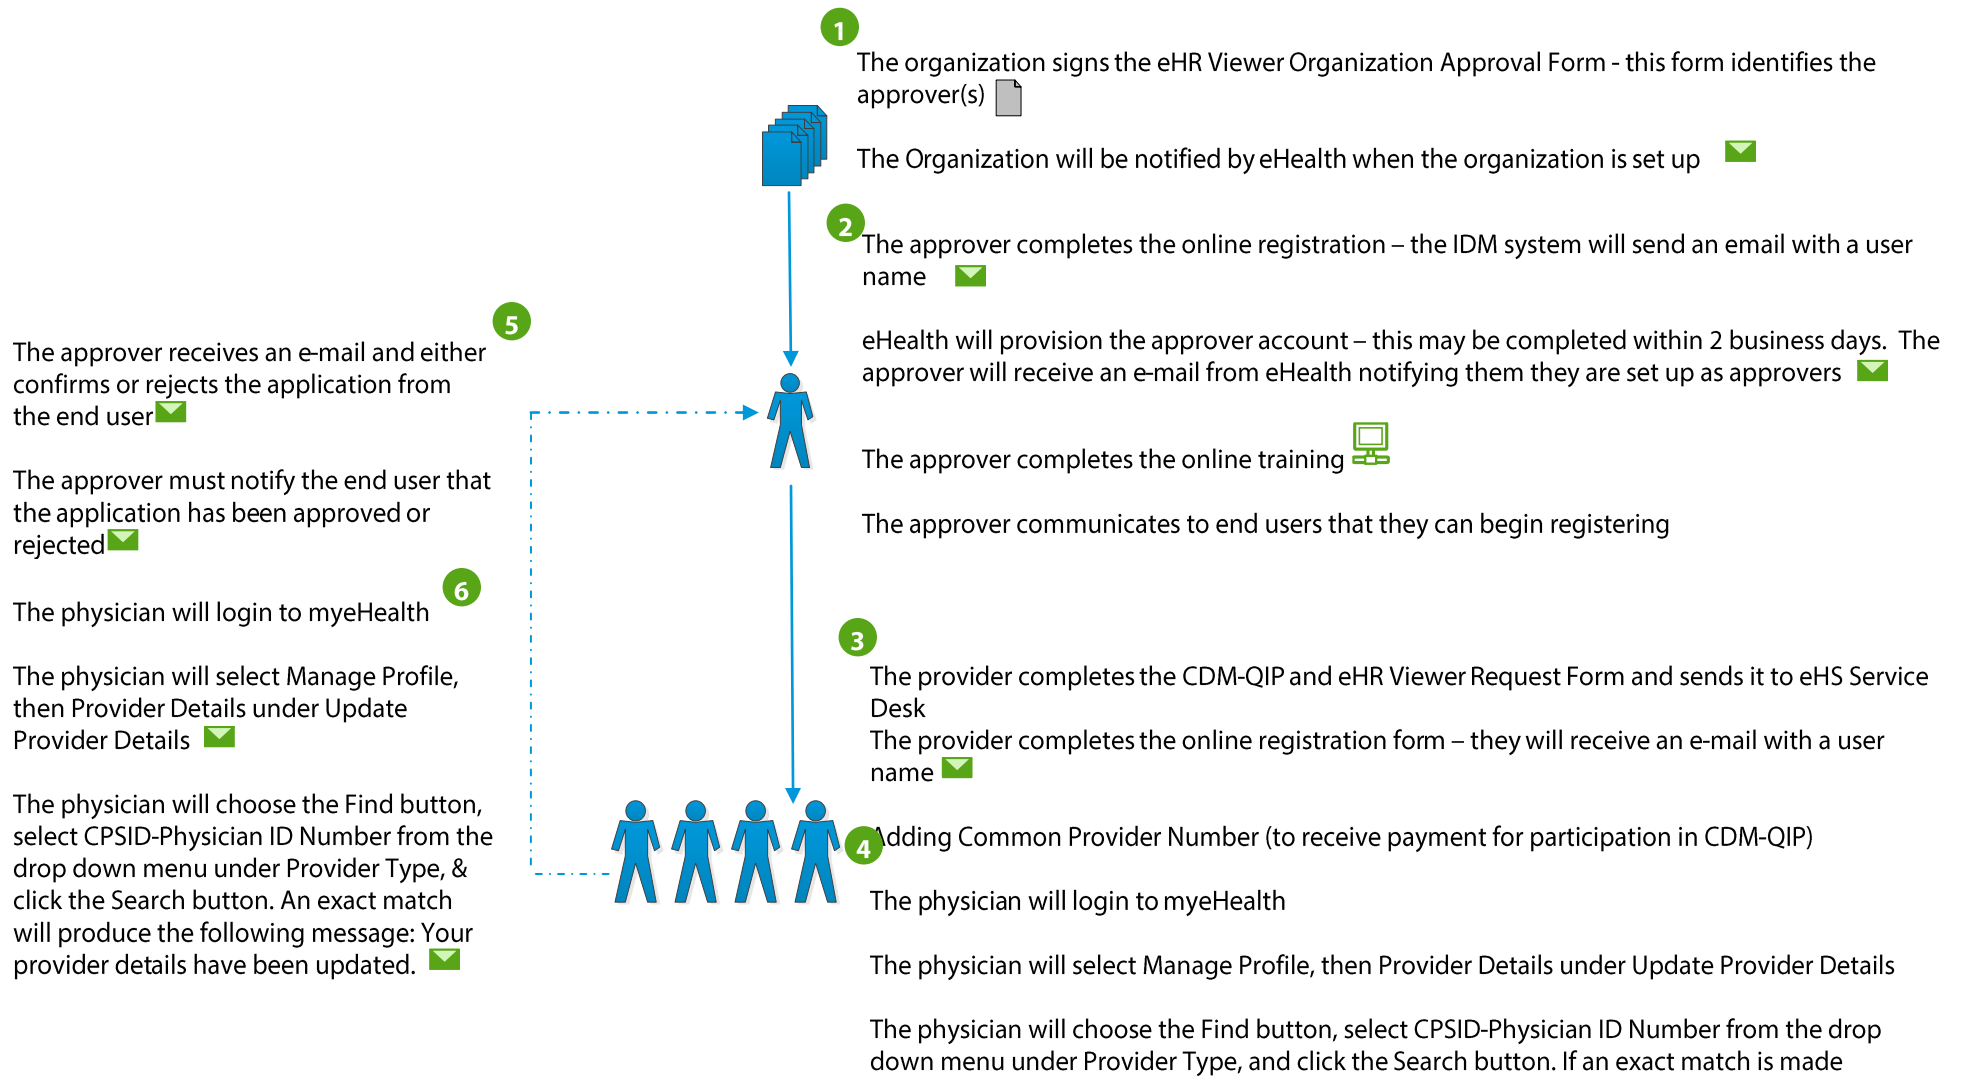 1
The organization signs the eHR Viewer Organization Approval Form - this form identifies the
approver(s)
The Organization will be notified by eHealth when the organization is set up
2
The approver completes the online registration – the IDM system will send an email with a user
name
eHealth will provision the approver account – this may be completed within 2 business days. The
approver will receive an e-mail from eHealth notifying them they are set up as approvers
The approver completes the online training
The approver communicates to end users that they can begin registering
3
The provider completes the CDM-QIP and eHR Viewer Request Form and sends it to eHS Service
Desk
The provider completes the online registration form – they will receive an e-mail with a user
name
4
Adding Common Provider Number (to receive payment for participation in CDM-QIP)
The physician will login to myeHealth
The physician will select Manage Profile, then Provider Details under Update Provider Details
The physician will choose the Find button, select CPSID-Physician ID Number from the drop
down menu under Provider Type, and click the Search button. If an exact match is made
5
The approver receives an e-mail and either
confirms or rejects the application from
the end user
The approver must notify the end user that
the application has been approved or
rejected
6
The physician will login to myeHealth
The physician will select Manage Profile,
then Provider Details under Update
Provider Details
The physician will choose the Find button,
select CPSID-Physician ID Number from the
drop down menu under Provider Type, &
click the Search button. An exact match
will produce the following message: Your
provider details have been updated.